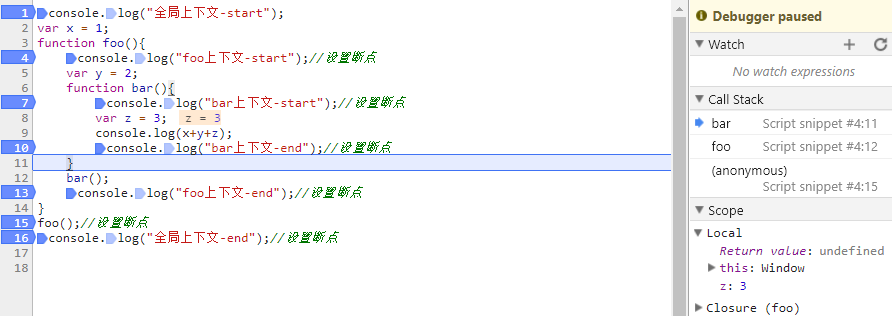 1 console.log("全局上下文-start");
2 var x = 1;
3 function foo(){
4 console.log("foo上下文-start");//设置断点
5 var y = 2;
6 function bar(){
7 console.log("bar上下文-start");//设置断点
8 var z = 3; z = 3
9 console.log(x+y+z);
10 console.log("bar上下文-end");//设置断点
11 }
12 bar();
13 console.log("foo上下文-end");//设置断点
14 }
15 foo();//设置断点
16 console.log("全局上下文-end");//设置断点
17
18
Debugger paused
Watch
No watch expressions
Call Stack
bar Script snippet #4:11
foo Script snippet #4:12
(anonymous)
Script snippet #4:15
Scope
Local
Return value: undefined
this: Window
z: 3
Closure (foo)